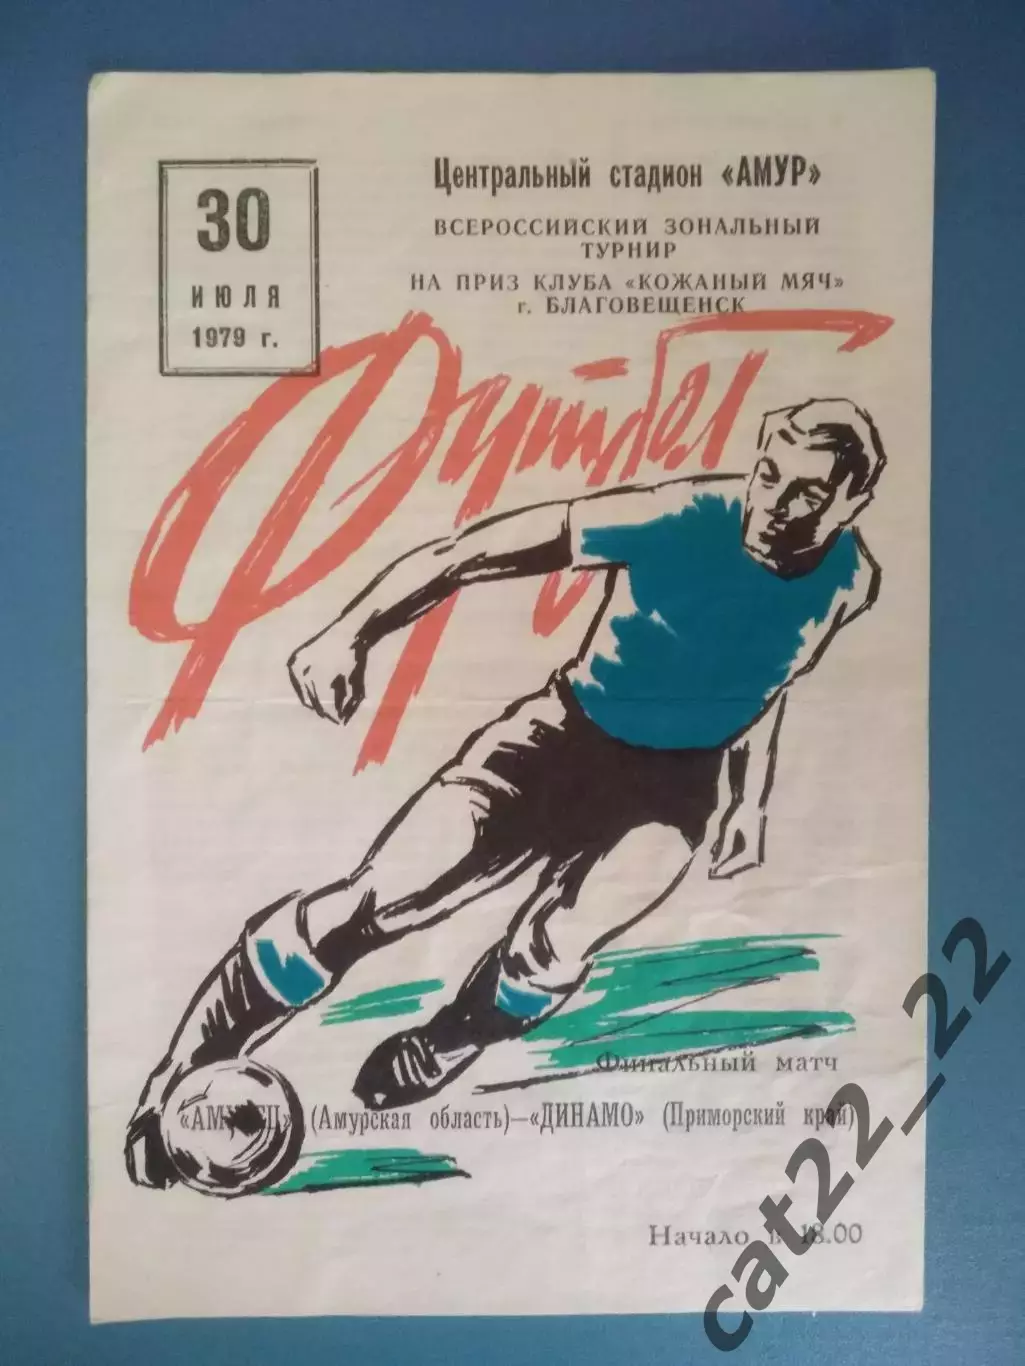 30
ИЮЛЯ
1979 г.
Центральный стадион «АМУР»
ВСЕРОССИЙСКИЙ ЗОНАЛЬНЫЙ
ТУРНИР
НА ПРИЗ КЛУБА «КОЖАНЫЙ МЯЧ»
г. БЛАГОВЕЩЕНСК
Футбол
Финальный матч
«АМУРЕЦ» (Амурская область)—«ДИНАМО» (Приморский край)
Начало в 18.00
cat22_22